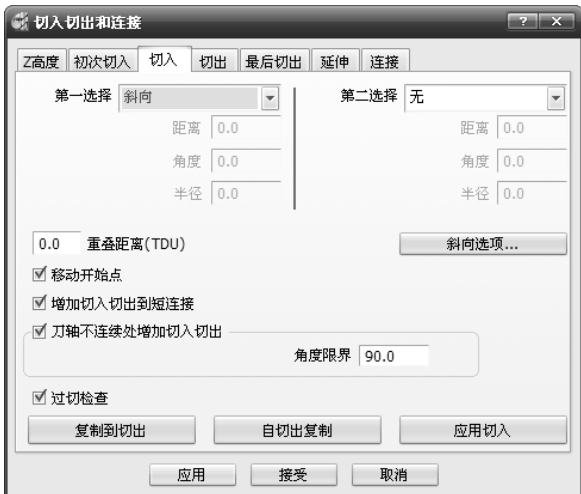 切入切出和连接
Z高度 初次切入 切入 切出 最后切出 延伸 连接
第一选择 斜向 第二选择 无
距离 0.0 距离 0.0
角度 0.0 角度 0.0
半径 0.0 半径 0.0
0.0 重叠距离(TDU) 斜向选项...
移动开始点
增加切入切出到短连接
刀轴不连续处增加切入切出
角度限界 90.0
过切检查
复制到切出 自切出复制 应用切入
应用 接受 取消